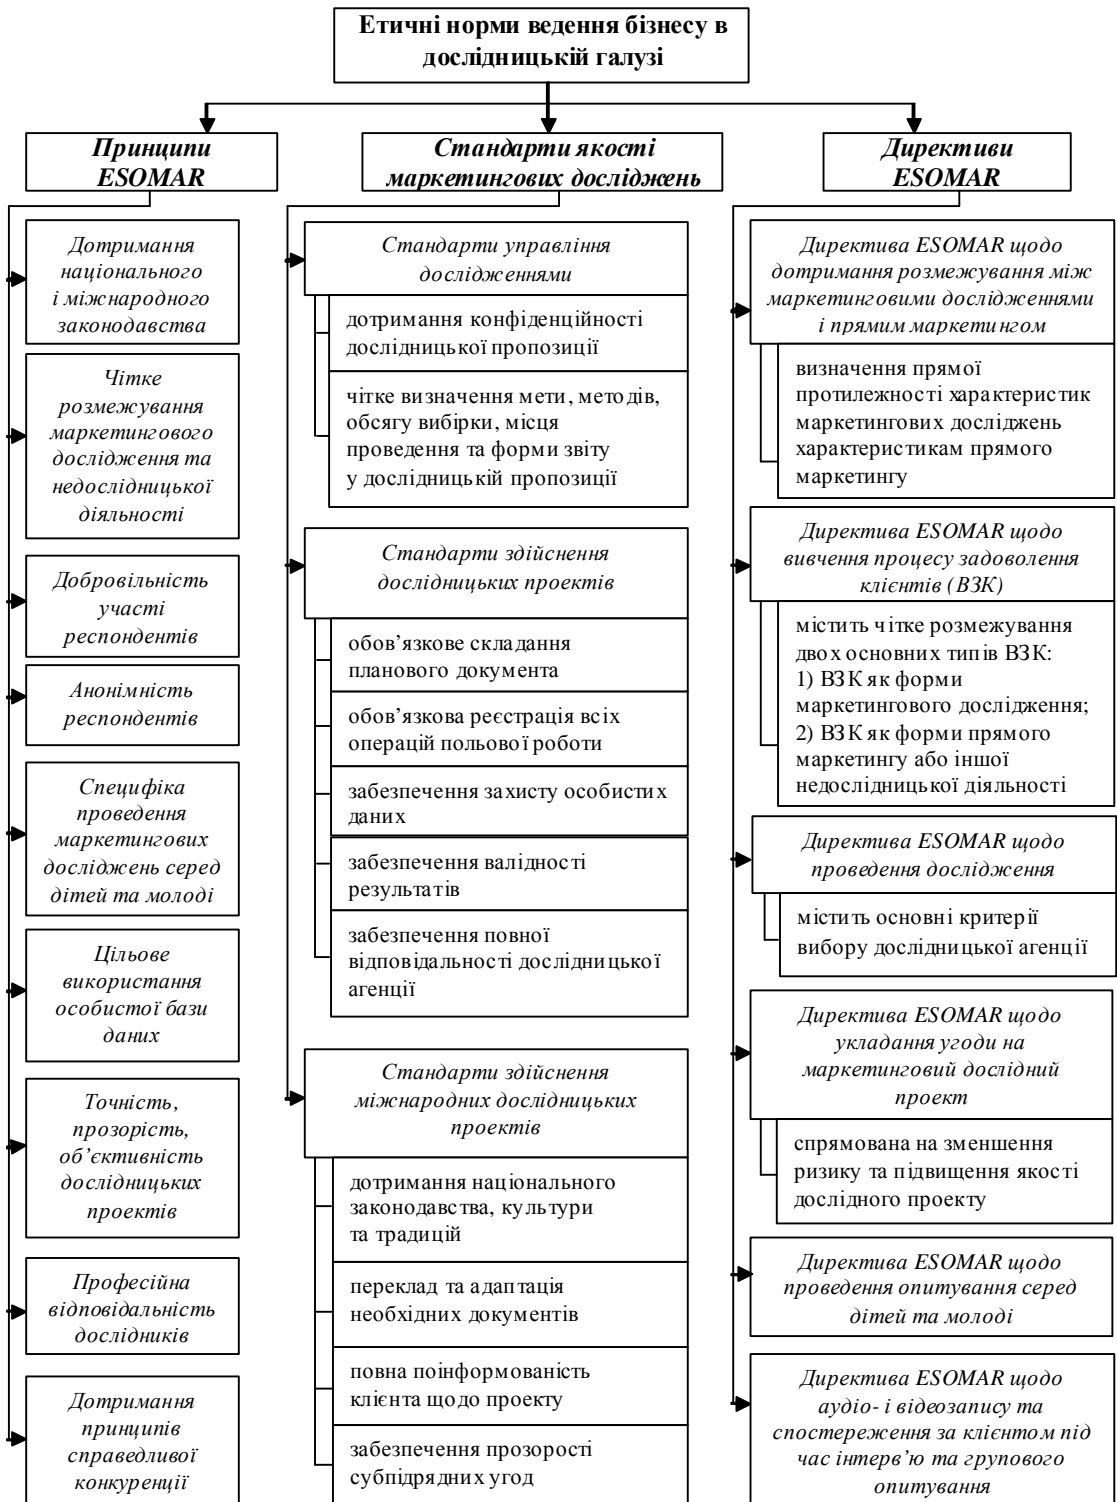 Етичні норми ведення бізнесу в
дослідницькій галузі
Принципи
ESOMAR
Дотримання
національного
і міжнародного
законодавства
Чітке
розмежування
маркетингового
дослідження та
недослідницької
діяльності
Добровільність
участі
респондентів
Анонімність
респондентів
Специфіка
проведення
маркетингових
досліджень серед
дітей та молоді
Цільове
використання
особистої бази
даних
Точність,
прозорість,
об’єктивність
дослідницьких
проектів
Професійна
відповідальність
дослідників
Дотримання
принципів
справедливої
конкуренції
Стандарти якості
маркетингових досліджень
Стандарти управління
дослідженнями
дотримання конфіденційності
дослідницької пропозиції
чітке визначення мети, методів,
обсягу вибірки, місця
проведення та форми звіту
у дослідницькій пропозиції
Стандарти здійснення
дослідницьких проектів
обов’язкове складання
планового документа
обов’язкова реєстрація всіх
операцій польової роботи
забезпечення захисту особистих
даних
забезпечення валідності
результатів
забезпечення повної
відповідальності дослідницької
агенції
Стандарти здійснення
міжнародних дослідницьких
проектів
дотримання національного
законодавства, культури
та традицій
переклад та адаптація
необхідних документів
повна поінформованість
клієнта щодо проекту
забезпечення прозорості
субпідрядних угод
Директиви
ESOMAR
Директива ESOMAR щодо
дотримання розмежування між
маркетинговими дослідженнями
і прямим маркетингом
визначення прямої
протилежності характеристик
маркетингових досліджень
характеристикам прямого
маркетингу
Директива ESOMAR щодо
вивчення процесу задоволення
клієнтів (ВЗК)
містить чітке розмежування
двох основних типів ВЗК:
1) ВЗК як форми
маркетингового дослідження;
2) ВЗК як форми прямого
маркетингу або іншої
недослідницької діяльності
Директива ESOMAR щодо
проведення дослідження
містить основні критерії
вибору дослідницької агенції
Директива ESOMAR щодо
укладання угоди на
маркетинговий дослідний
проект
спрямована на зменшення
ризику та підвищення якості
дослідного проекту
Директива ESOMAR щодо
проведення опитування серед
дітей та молоді
Директива ESOMAR щодо
аудіо- і відеозапису та
спостереження за клієнтом під
час інтерв’ю та групового
опитування